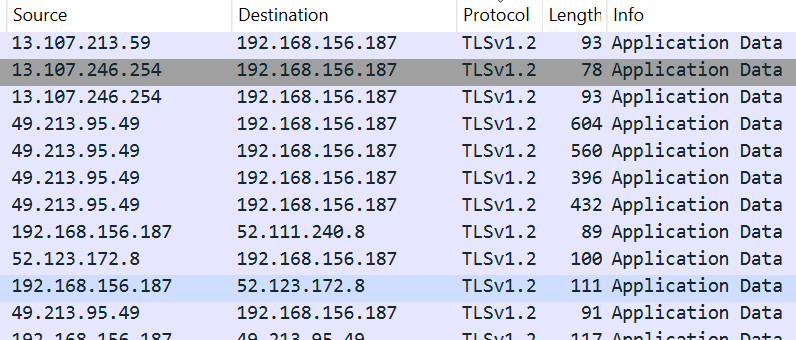 Source Destination Protocol Length Info
13.107.213.59 192.168.156.187 TLSv1.2 93 Application Data
13.107.246.254 192.168.156.187 TLSv1.2 78 Application Data
13.107.246.254 192.168.156.187 TLSv1.2 93 Application Data
49.213.95.49 192.168.156.187 TLSv1.2 604 Application Data
49.213.95.49 192.168.156.187 TLSv1.2 560 Application Data
49.213.95.49 192.168.156.187 TLSv1.2 396 Application Data
49.213.95.49 192.168.156.187 TLSv1.2 432 Application Data
192.168.156.187 52.111.240.8 TLSv1.2 89 Application Data
52.123.172.8 192.168.156.187 TLSv1.2 100 Application Data
192.168.156.187 52.123.172.8 TLSv1.2 111 Application Data
49.213.95.49 192.168.156.187 TLSv1.2 91 Application Data
192.168.156.187 49.213.95.49 TLSv1.2 117 Application Data